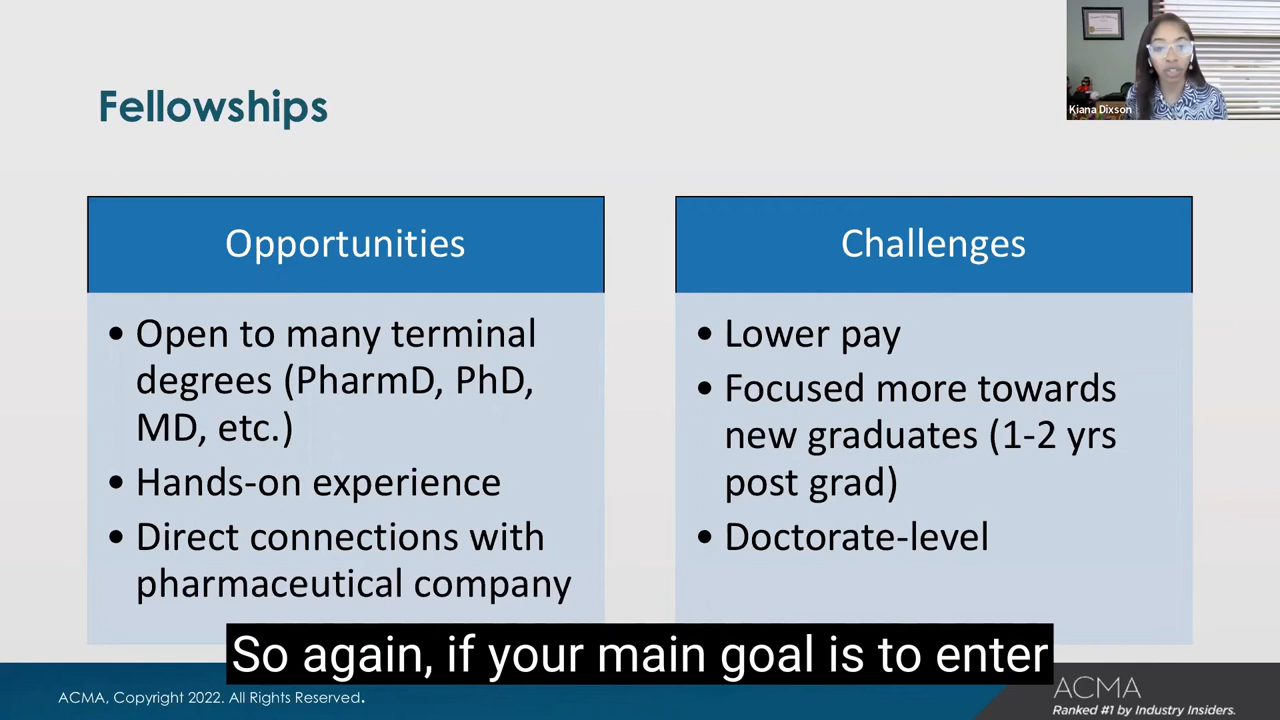 Fellowships
Kiana Dixson
Opportunities
• Open to many terminal
degrees (PharmD, PhD,
MD, etc.)
• Hands-on experience
• Direct connections with
pharmaceutical company
Challenges
• Lower pay
• Focused more towards
new graduates (1-2 yrs
post grad)
• Doctorate-level
So again, if your main goal is to enter
ACMA, Copyright 2022. All Rights Reserved.
ACMA
Ranked #1 by Industry Insiders.